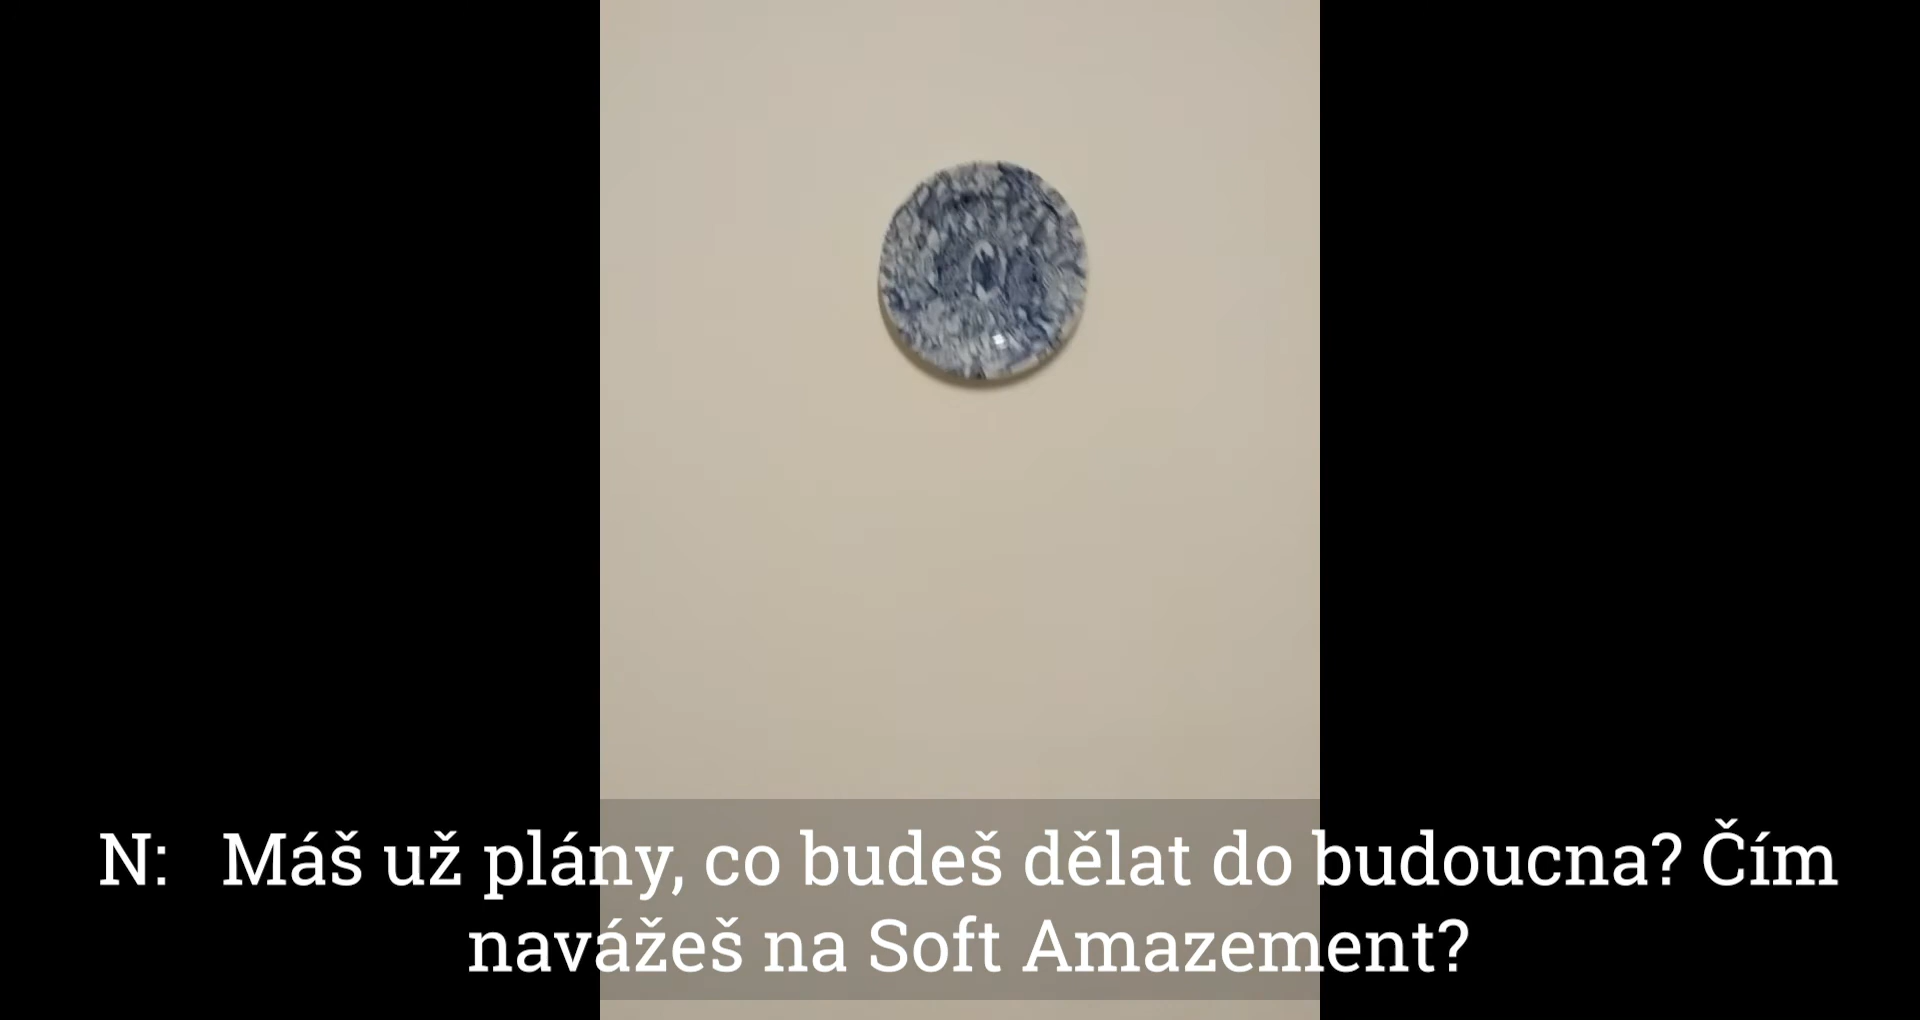 N: Máš už plány, co budeš dělat do budoucna? Čím
navážeš na Soft Amazement?